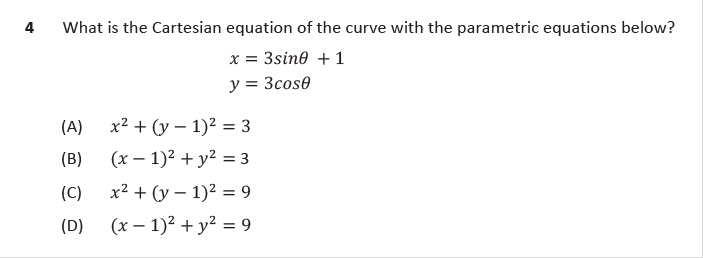 4 What is the Cartesian equation of the curve with the parametric equations below?
x = 3sinθ + 1
y = 3cosθ
(A) x² + (y − 1)² = 3
(B) (x − 1)² + y² = 3
(C) x² + (y − 1)² = 9
(D) (x − 1)² + y² = 9